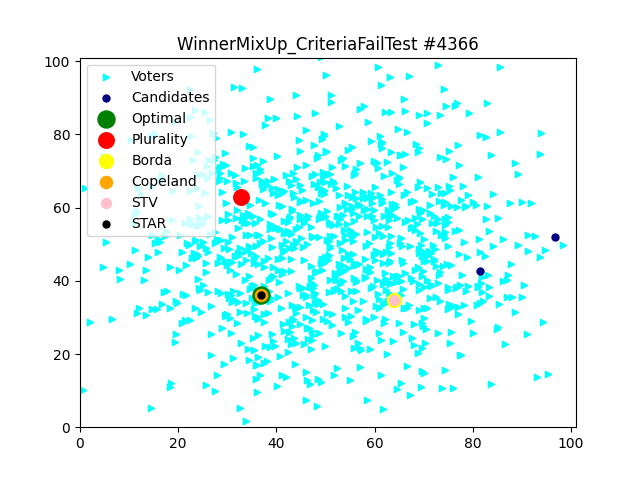 WinnerMixUp_CriteriaFailTest #4366
Voters
Candidates
Optimal
Plurality
Borda
Copeland
STV
STAR
100
80
60
40
20
0
0 20 40 60 80 100